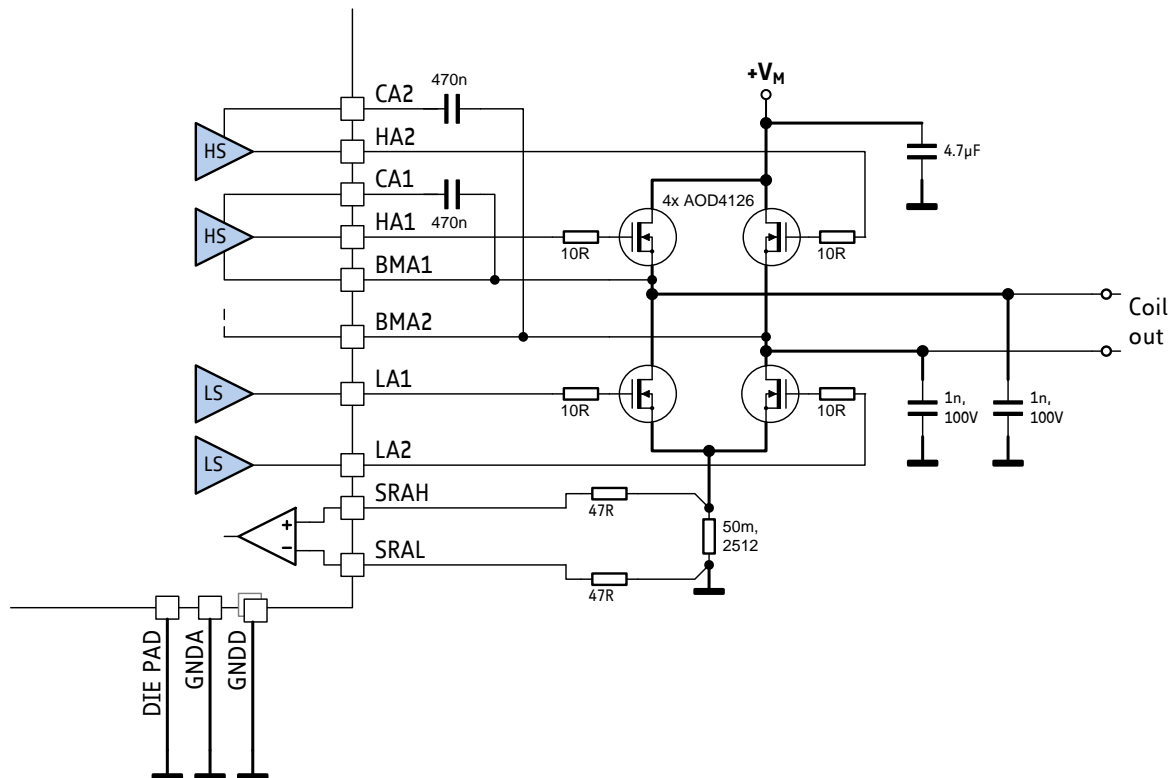 +VM
CA2
470n
HA2
HS
4.7µF
CA1
470n
4x AOD4126
HA1
HS
10R
10R
BMA1
Coil
out
BMA2
LA1
LS
10R
10R
1n,
100V
1n,
100V
LA2
LS
SRAH
47R
50m,
2512
+
−
SRAL
47R
DIE PAD
GNDA
GNDD